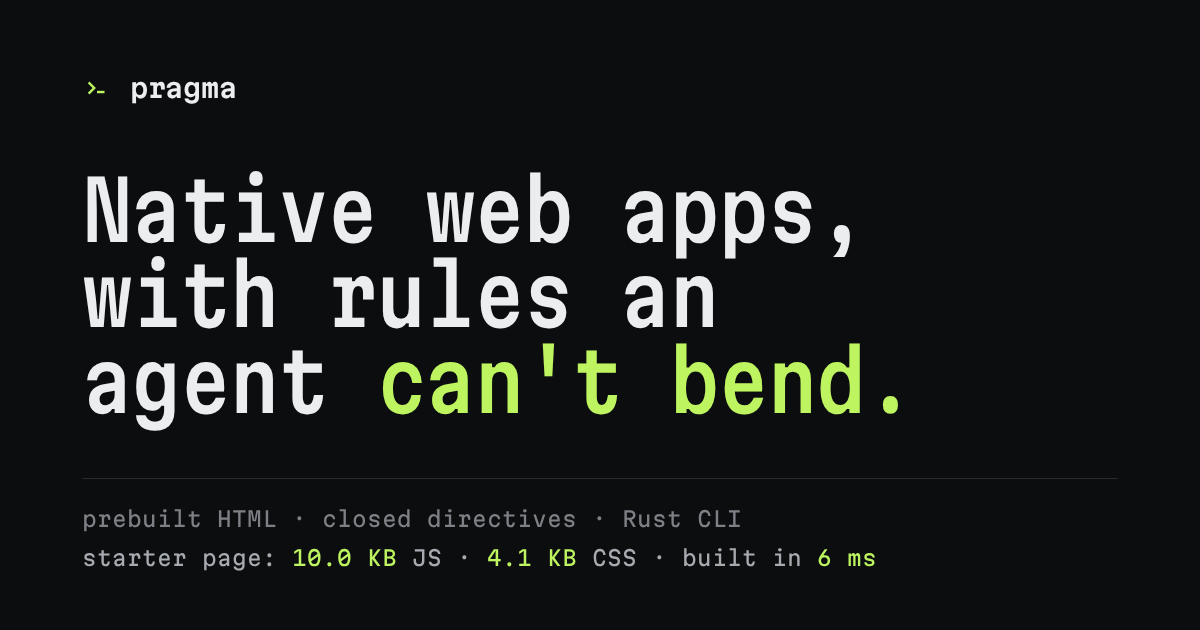 >_ pragma
Native web apps,
with rules an
agent can't bend.
prebuilt HTML · closed directives · Rust CLI
starter page: 10.0 KB JS · 4.1 KB CSS · built in 6 ms